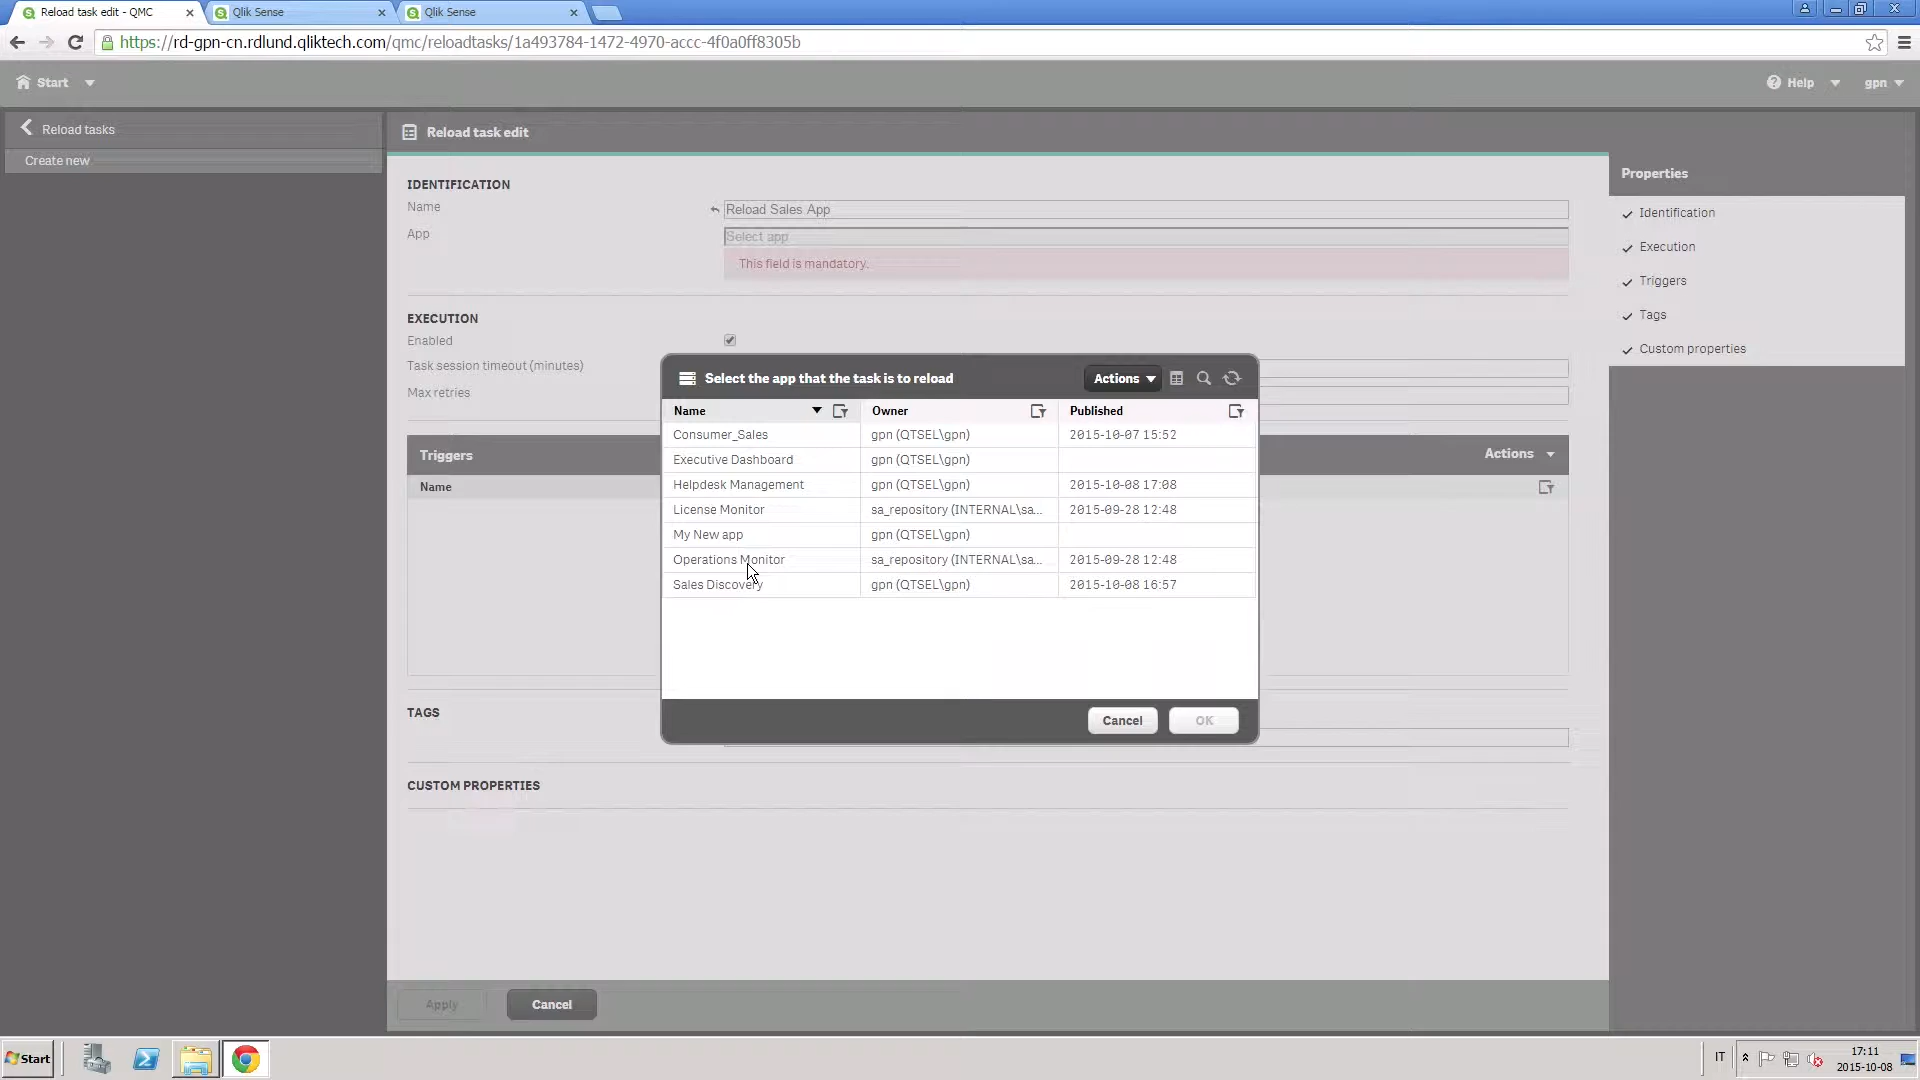 Reload task edit - QMC
Qlik Sense
Qlik Sense
https://rd-gpn-cn.rdlund.qliktech.com/qmc/reloadtasks/1a493784-1472-4970-accc-4f0a0ff8305b
Start
Help
gpn
Reload tasks
Create new
Reload task edit
IDENTIFICATION
Name
Reload Sales App
App
Select app
This field is mandatory.
EXECUTION
Enabled
Task session timeout (minutes)
Max retries
Triggers
Actions
Name
TAGS
CUSTOM PROPERTIES
Apply
Cancel
Properties
Identification
Execution
Triggers
Tags
Custom properties
Select the app that the task is to reload
Actions
Name Owner Published
Consumer_Sales gpn (QTSEL\gpn) 2015-10-07 15:52
Executive Dashboard gpn (QTSEL\gpn)
Helpdesk Management gpn (QTSEL\gpn) 2015-10-08 17:08
License Monitor sa_repository (INTERNAL\sa... 2015-09-28 12:48
My New app gpn (QTSEL\gpn)
Operations Monitor sa_repository (INTERNAL\sa... 2015-09-28 12:48
Sales Discovery gpn (QTSEL\gpn) 2015-10-08 16:57
Cancel
OK
Start
IT
17:11
2015-10-08